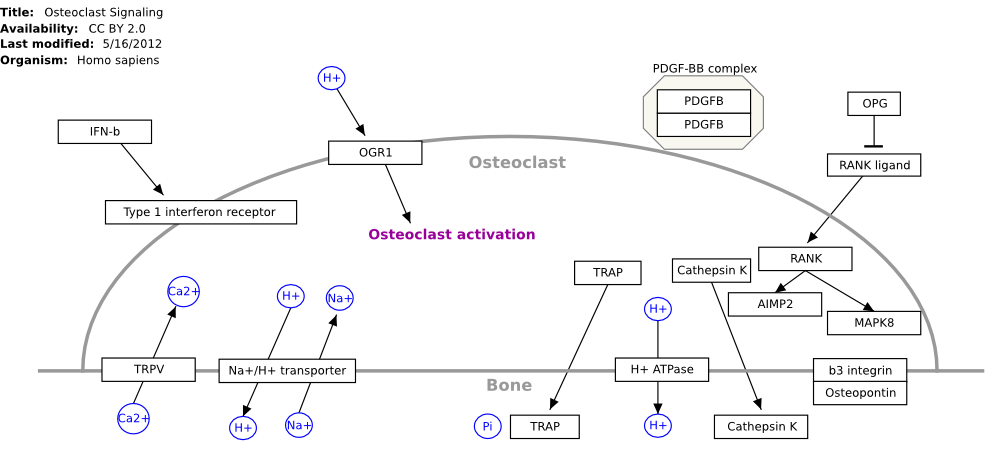 Title: Osteoclast Signaling
Availability: CC BY 2.0
Last modified: 5/16/2012
Organism: Homo sapiens
PDGF-BB complex
H+
PDGFB
OPG
PDGFB
IFN-b
OGR1
Osteoclast
RANK ligand
Type 1 interferon receptor
Osteoclast activation
RANK
TRAP
Cathepsin K
Ca2+
H+
Na+
H+
AIMP2
MAPK8
TRPV
Na+/H+ transporter
H+ ATPase
b3 integrin
Bone
Osteopontin
Ca2+
H+
Na+
Pi
TRAP
H+
Cathepsin K